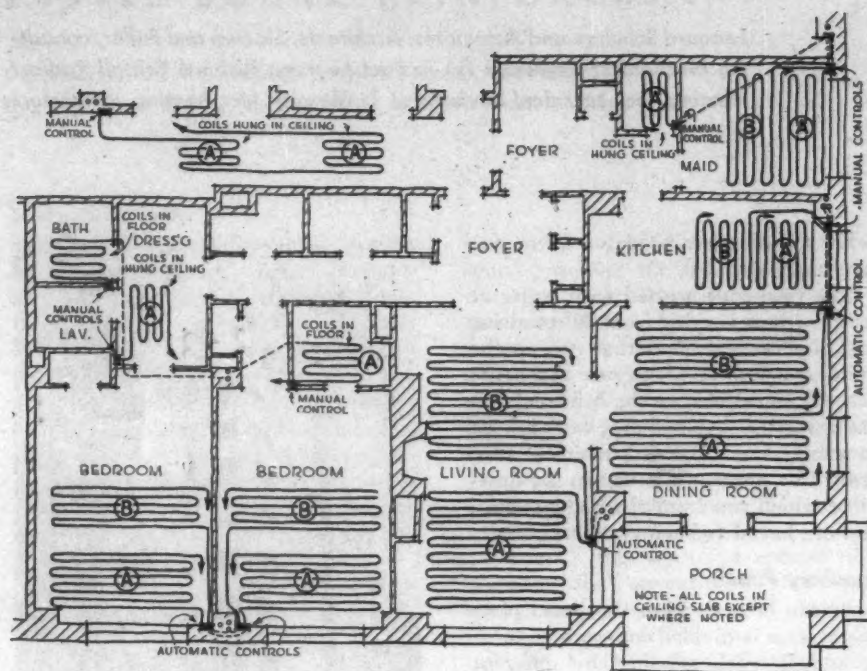 MANUAL
CONTROL
COILS HUNG IN CEILING
A
A
FOYER
A
COILS IN
HUNG CEILING
MANUAL
CONTROL
MAID
B
A
MANUAL CONTROLS
BATH
COILS IN
FLOOR
DRESS'G
COILS IN
HUNG CEILING
A
MANUAL
CONTROLS
LAV.
FOYER
KITCHEN
B
A
AUTOMATIC CONTROL
COILS IN
FLOOR
A
MANUAL
CONTROL
B
B
A
BEDROOM
BEDROOM
LIVING ROOM
DINING ROOM
B
B
A
A
A
AUTOMATIC
CONTROL
PORCH
NOTE - ALL COILS IN
CEILING SLAB EXCEPT
WHERE NOTED
AUTOMATIC CONTROLS